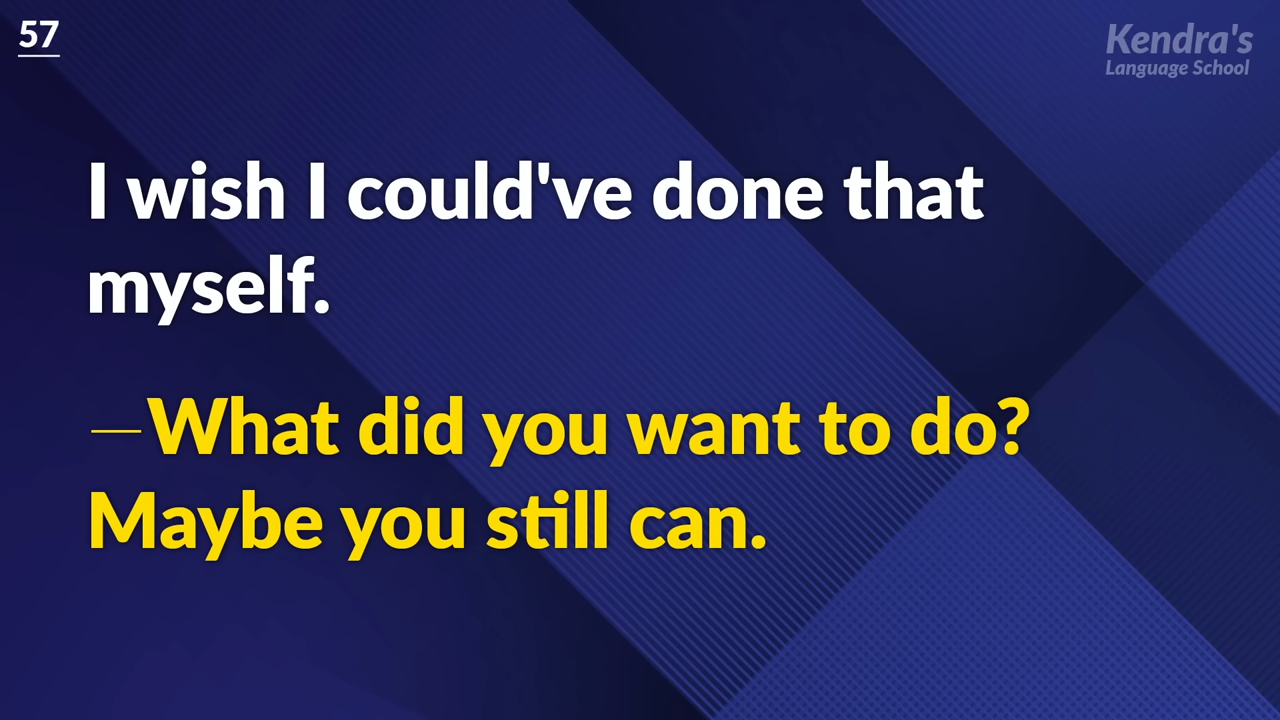 57
Kendra's
Language School
I wish I could've done that
myself.
—What did you want to do?
Maybe you still can.